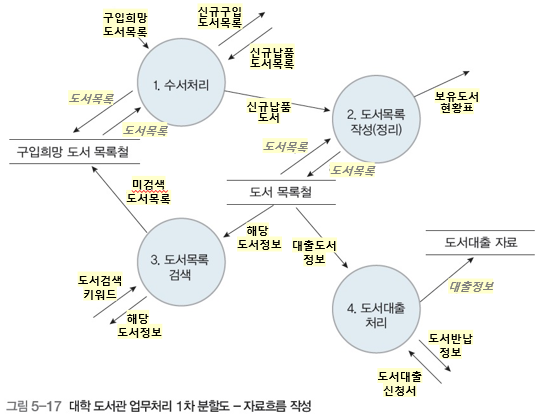 구입희망
도서목록
신규구입
도서목록
신규납품
도서목록
1. 수서처리
도서목록
도서목록
신규납품
도서
2. 도서목록
작성(정리)
보유도서
현황표
구입희망 도서 목록철
도서목록
도서목록
미검색
도서목록
도서 목록철
해당
도서정보
대출도서
정보
도서대출 자료
3. 도서목록
검색
도서검색
키워드
해당
도서정보
대출정보
4. 도서대출
처리
도서반납
정보
도서대출
신청서
그림 5-17 대학 도서관 업무처리 1차 분할도 – 자료흐름 작성